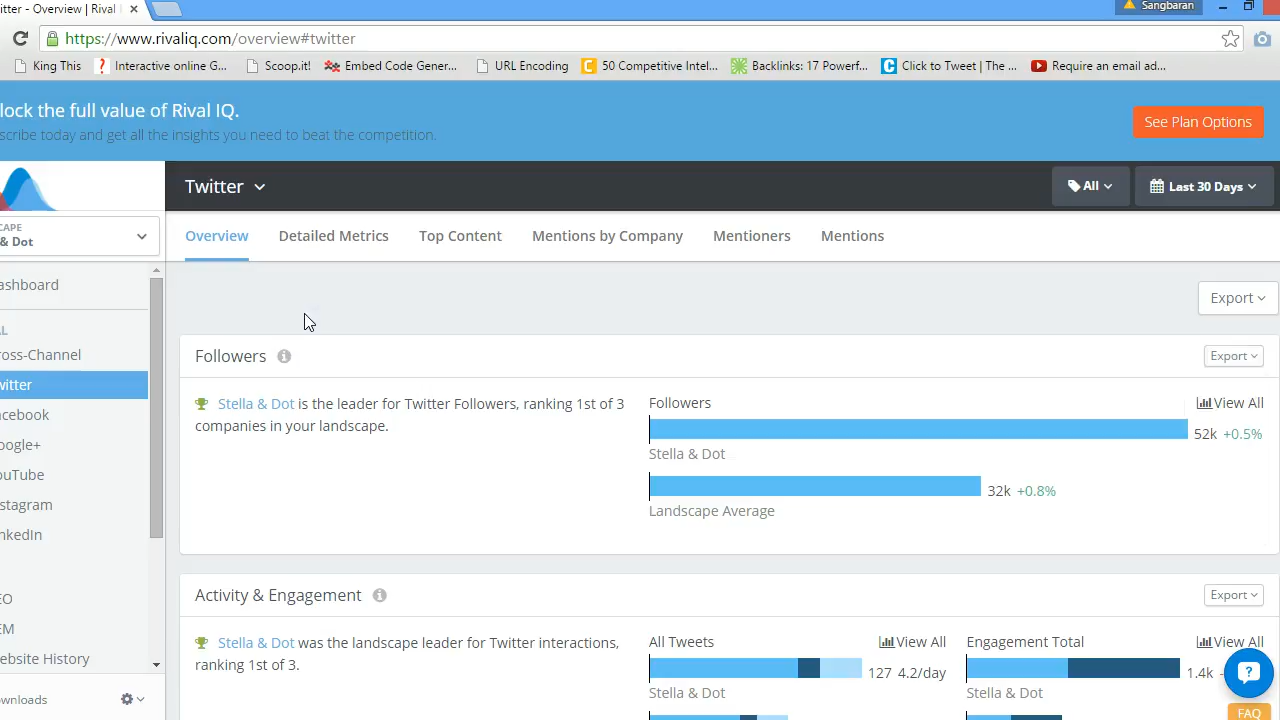 itter - Overview | Rival
Sangbaran
https://www.rivaliq.com/overview#twitter
King This
Interactive online G...
Scoop.it!
Embed Code Gener...
URL Encoding
50 Competitive Intel...
Backlinks: 17 Powerf...
Click to Tweet | The ...
Require an email ad...
lock the full value of Rival IQ.
scribe today and get all the insights you need to beat the competition.
See Plan Options
Twitter
All
Last 30 Days
CAPE
& Dot
Overview
Detailed Metrics
Top Content
Mentions by Company
Mentioners
Mentions
ashboard
AL
ross-Channel
witter
acebook
oogle+
ouTube
nstagram
nkedIn
EO
EM
ebsite History
ownloads
Export
Followers
Export
Stella & Dot is the leader for Twitter Followers, ranking 1st of 3
companies in your landscape.
Followers
View All
52k +0.5%
Stella & Dot
32k +0.8%
Landscape Average
Activity & Engagement
Export
Stella & Dot was the landscape leader for Twitter interactions,
ranking 1st of 3.
All Tweets
View All
127 4.2/day
Stella & Dot
Engagement Total
View All
1.4k
Stella & Dot
FAQ